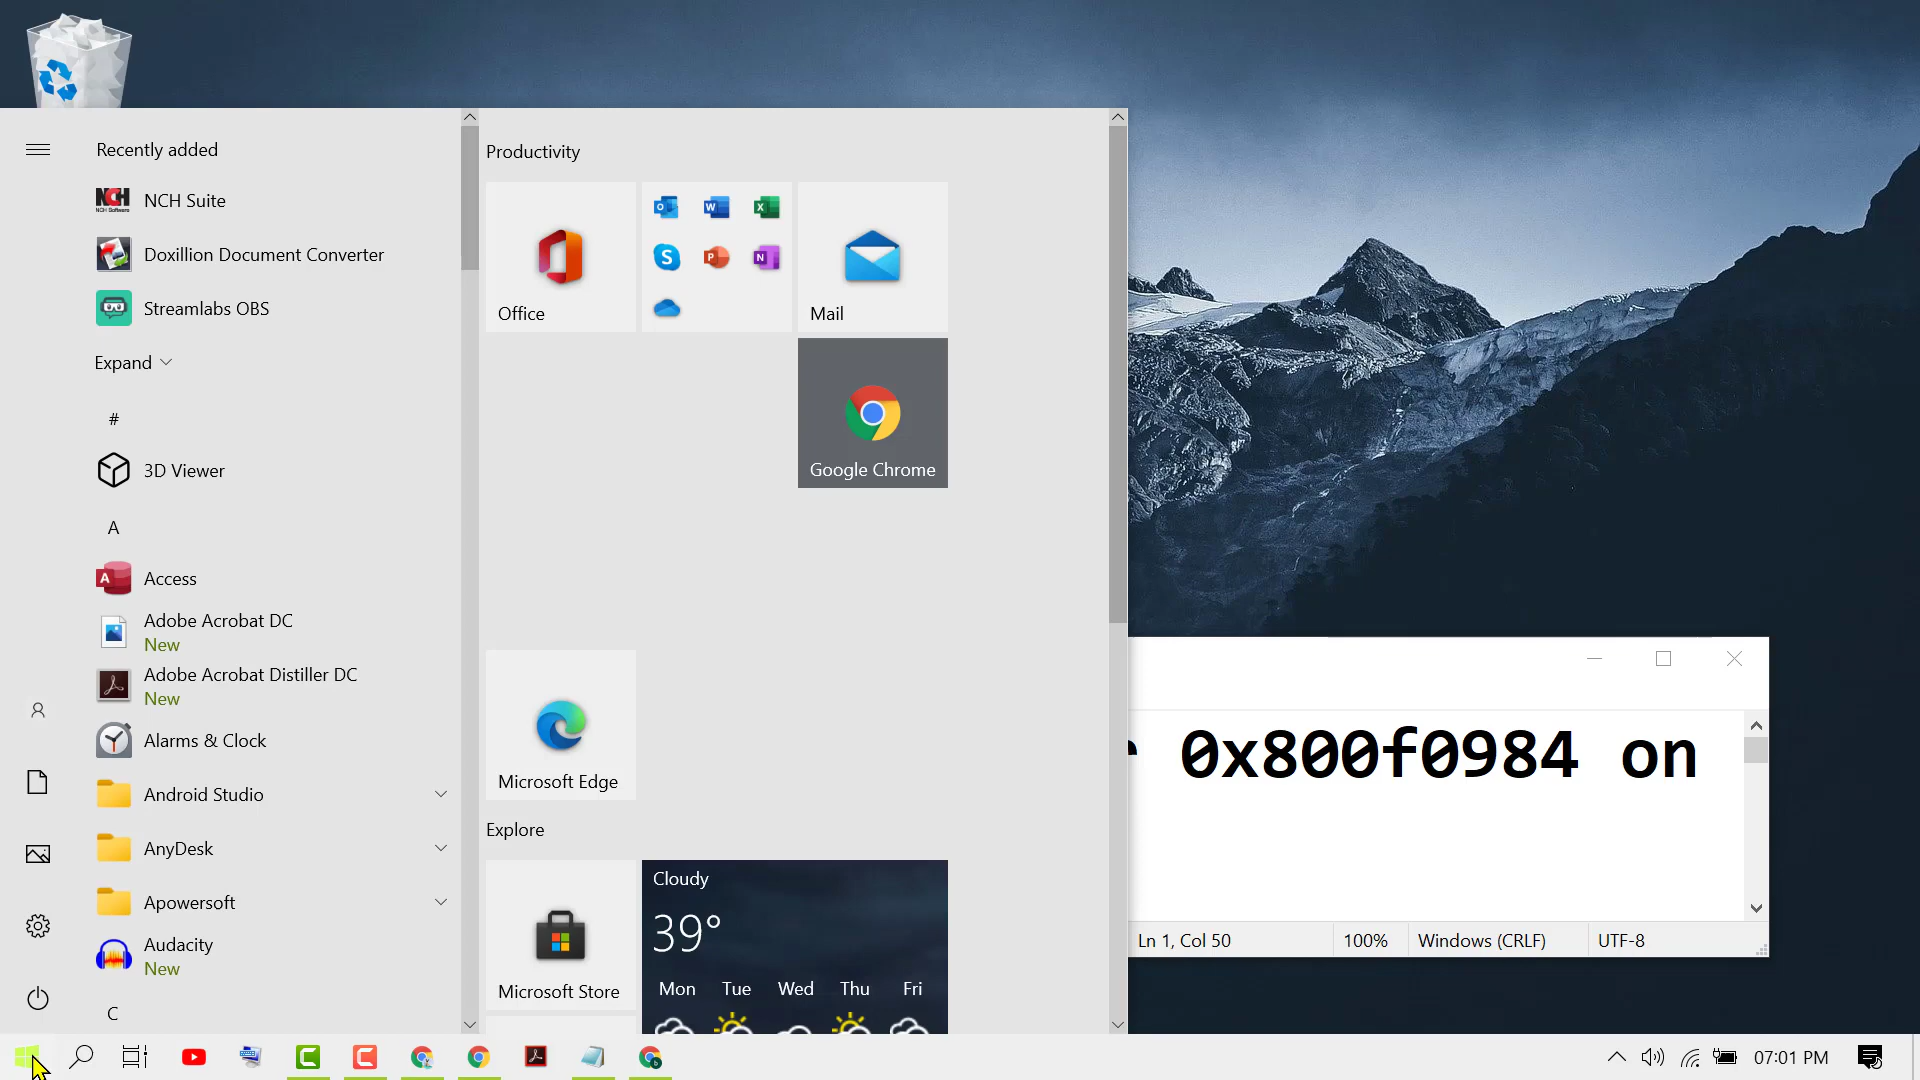 Recently added
NCH Suite
Doxillion Document Converter
Streamlabs OBS
Expand
#
3D Viewer
A
Access
Adobe Acrobat DC
New
Adobe Acrobat Distiller DC
New
Alarms & Clock
Android Studio
AnyDesk
Apowersoft
Audacity
New
C
Productivity
Office
Mail
Google Chrome
Microsoft Edge
Explore
Microsoft Store
Cloudy
39°
Mon Tue Wed Thu Fri
0x800f0984 on
Ln 1, Col 50 100% Windows (CRLF) UTF-8
07:01 PM